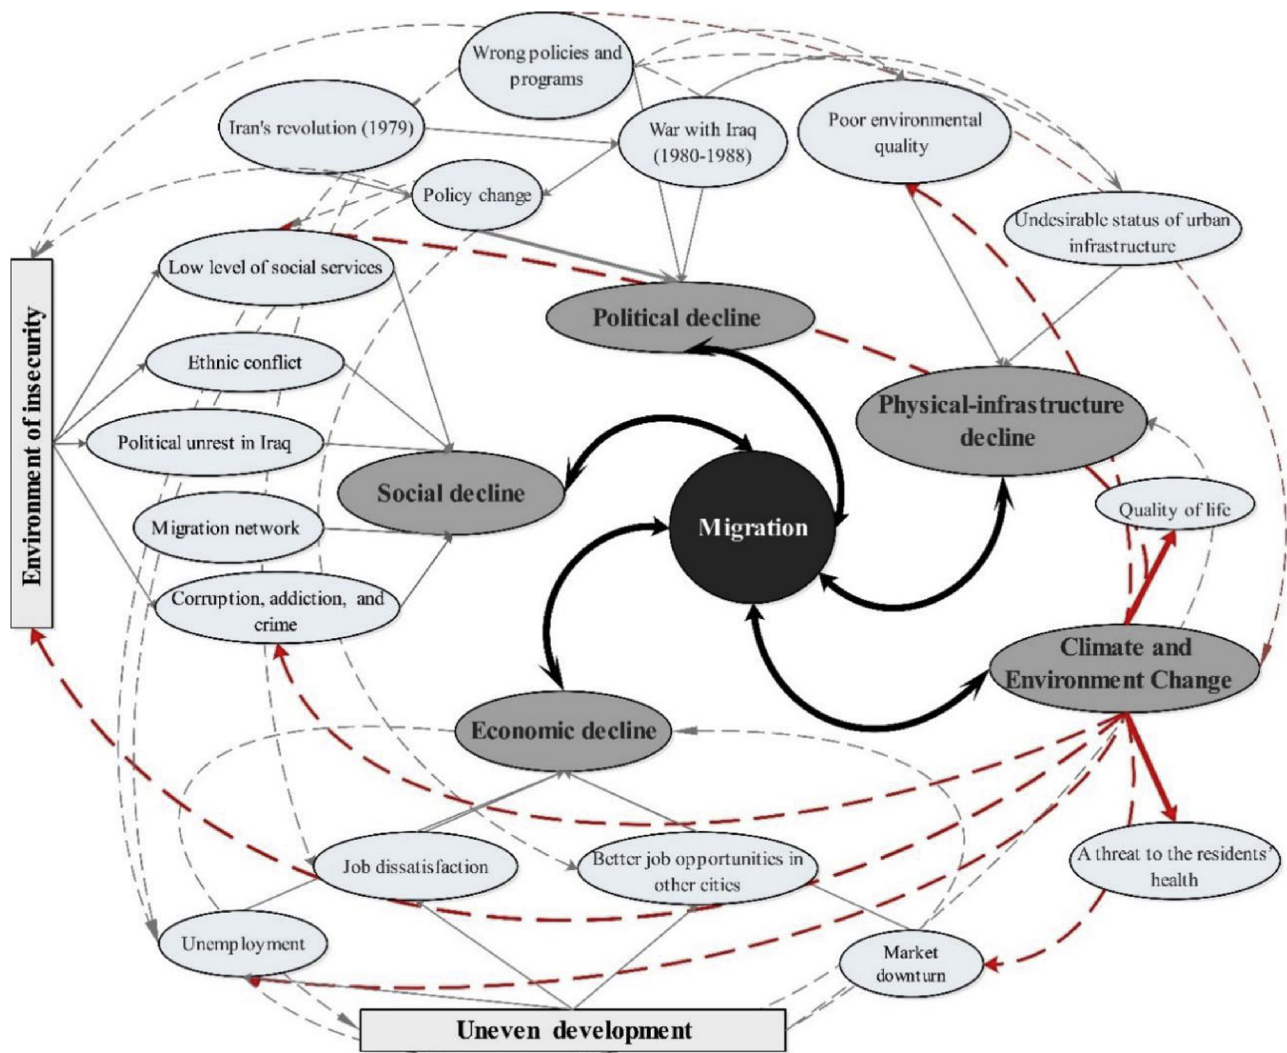 Wrong policies and
programs
Iran's revolution (1979)
War with Iraq
(1980-1988)
Poor environmental
quality
Policy change
Undesirable status of urban
infrastructure
Low level of social services
Political decline
Ethnic conflict
Physical-infrastructure
decline
Environment of insecurity
Political unrest in Iraq
Social decline
Migration
Quality of life
Migration network
Corruption, addiction, and
crime
Climate and
Environment Change
Economic decline
Job dissatisfaction
Better job opportunities in
other cities
A threat to the residents'
health
Unemployment
Market
downturn
Uneven development